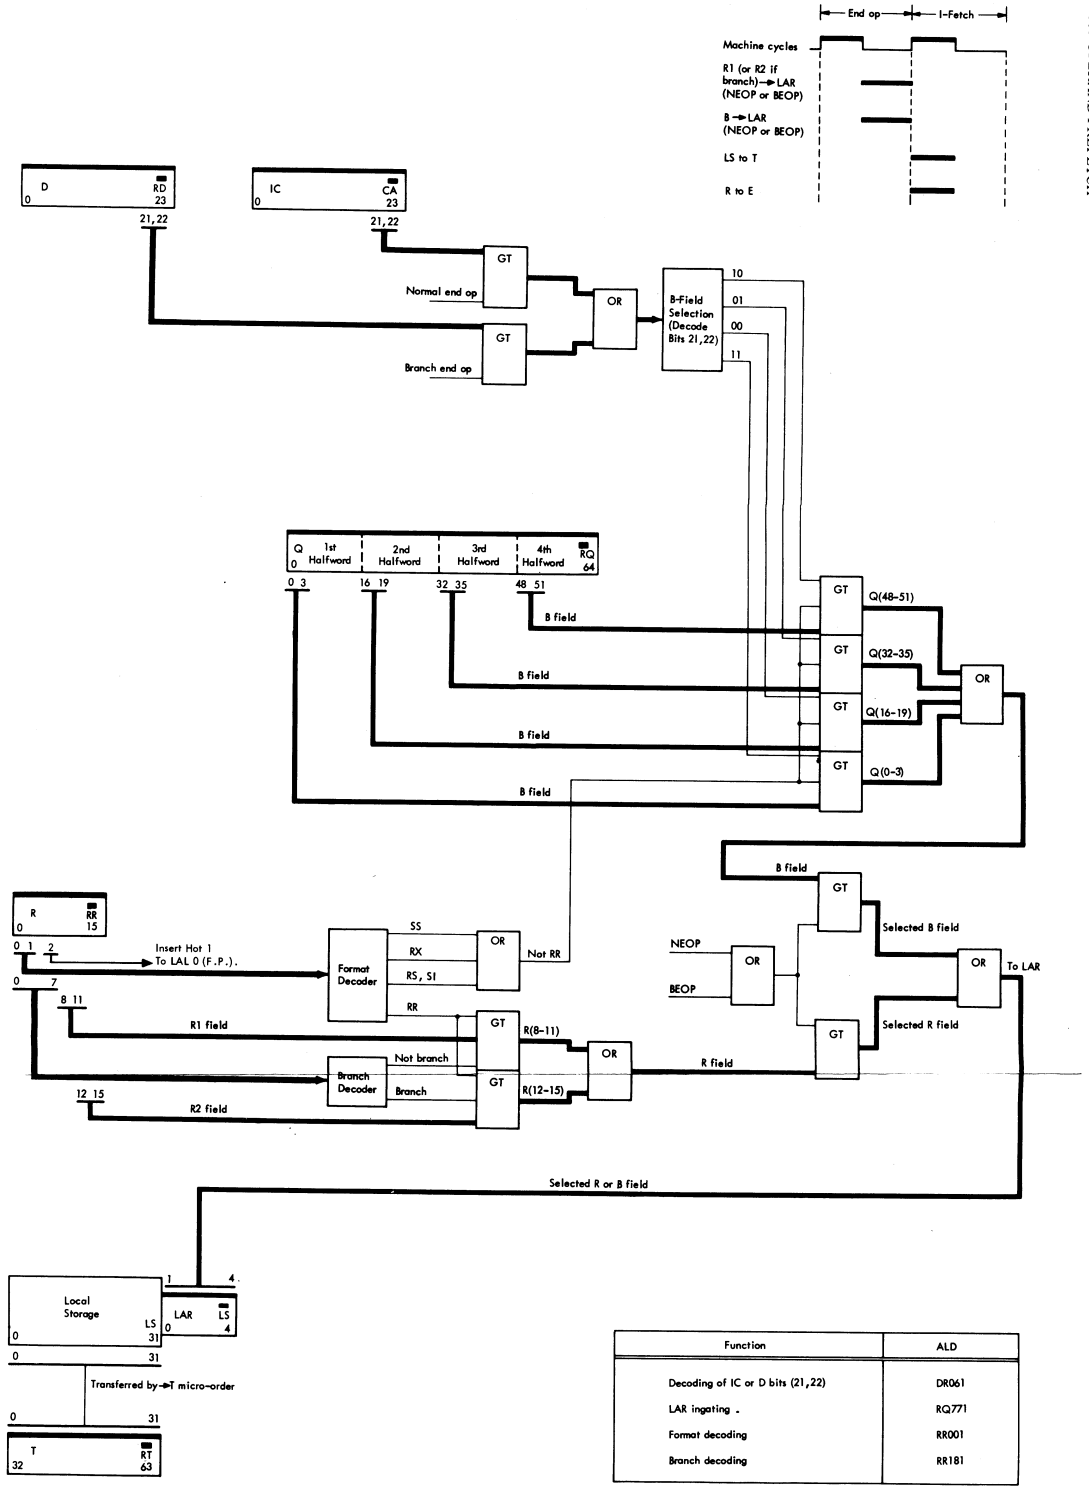 End op
I-Fetch
Machine cycles
R1 (or R2 if
branch)→LAR
(NEOP or BEOP)
B→LAR
(NEOP or BEOP)
LS to T
R to E
D
RD
0
23
21,22
IC
CA
0
23
21,22
GT
Normal end op
GT
Branch end op
OR
B-Field
Selection
(Decode
Bits 21,22)
10
01
00
11
Q
0
1st
Halfword
2nd
Halfword
3rd
Halfword
4th
Halfword
RQ
64
0 3
16 19
32 35
48 51
B field
B field
B field
B field
GT
Q(48-51)
GT
Q(32-35)
GT
Q(16-19)
GT
Q(0-3)
OR
B field
GT
Selected B field
NEOP
BEOP
OR
OR
To LAR
GT
Selected R field
R
RR
0
15
0 1
2
Insert Hot 1
To LAL 0 (F.P.).
0 7
8 11
Format
Decoder
SS
RX
RS, SI
RR
OR
Not RR
R1 field
GT
R(8-11)
Not branch
Branch
Decoder
Branch
GT
R(12-15)
OR
R field
12 15
R2 field
Selected R or B field
1 4
Local
Storage
LS
0
31
LAR
LS
0
4
0 31
Transferred by→T micro-order
0 31
T
RT
32
63
Function ALD
Decoding of IC or D bits (21,22) DR061
LAR ingating RQ771
Format decoding RR001
Branch decoding RR181